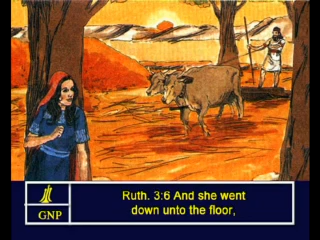 Ruth. 3:6 And she went
down unto the floor,
GNP